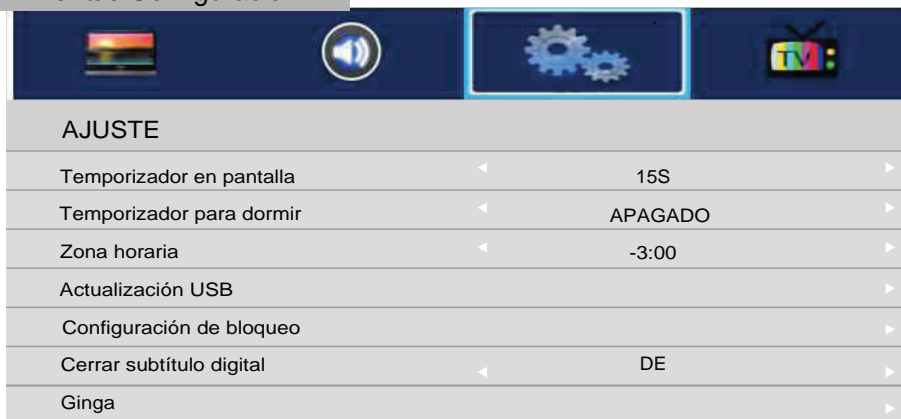 TV
AJUSTE
Temporizador en pantalla 15S
Temporizador para dormir APAGADO
Zona horaria -3:00
Actualización USB
Configuración de bloqueo
Cerrar subtítulo digital DE
Ginga